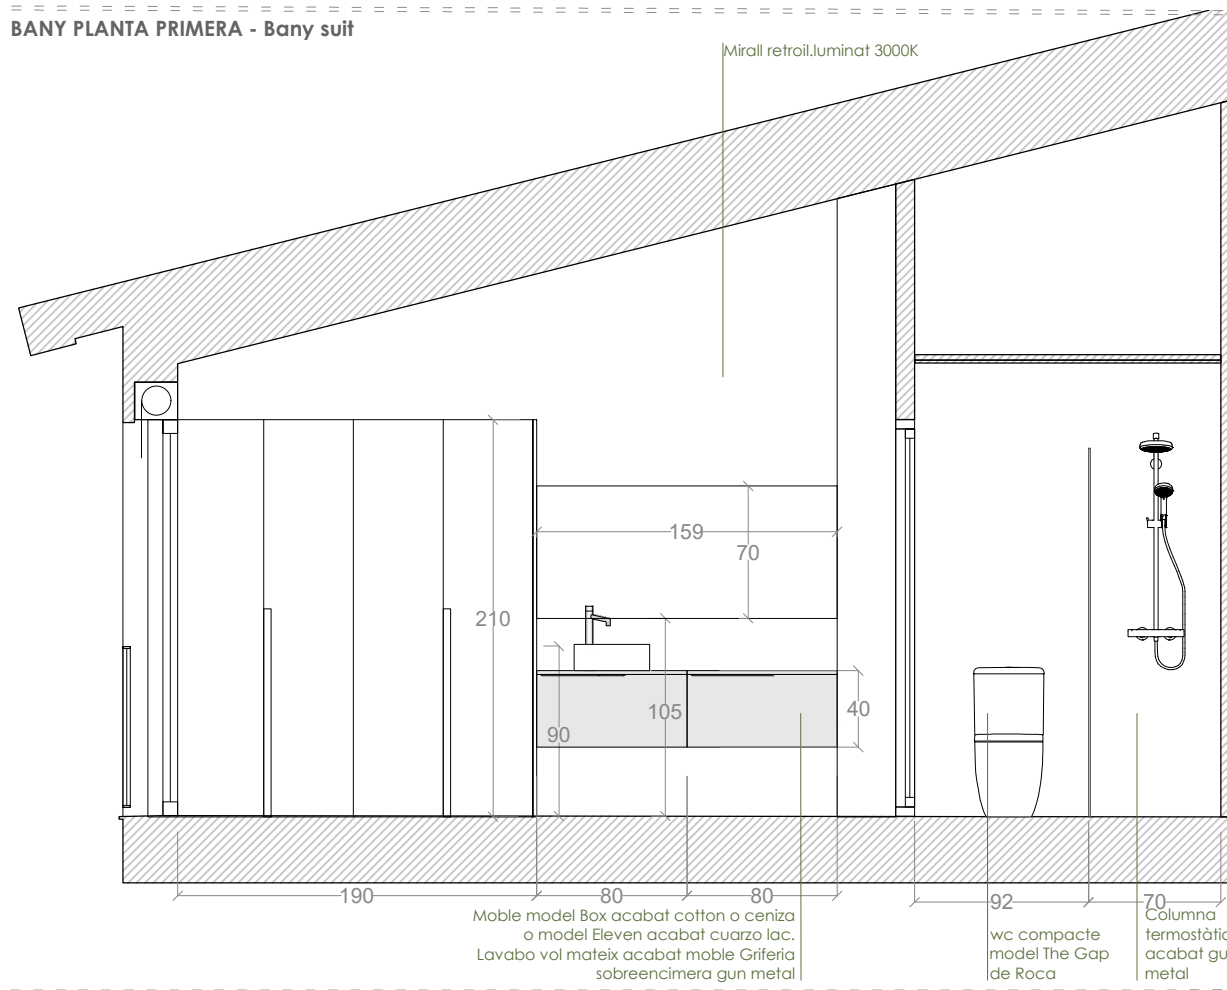 BANY PLANTA PRIMERA - Bany suit
Mirall retroil.luminat 3000K
159
70
210
105
90
40
190
80
80
92
70
Moble model Box acabat cotton o ceniza
o model Eleven acabat cuarzo lac.
Lavabo vol mateix acabat moble Griferia
sobreencimera gun metal
wc compacte
model The Gap
de Roca
Columna
acabat
metal